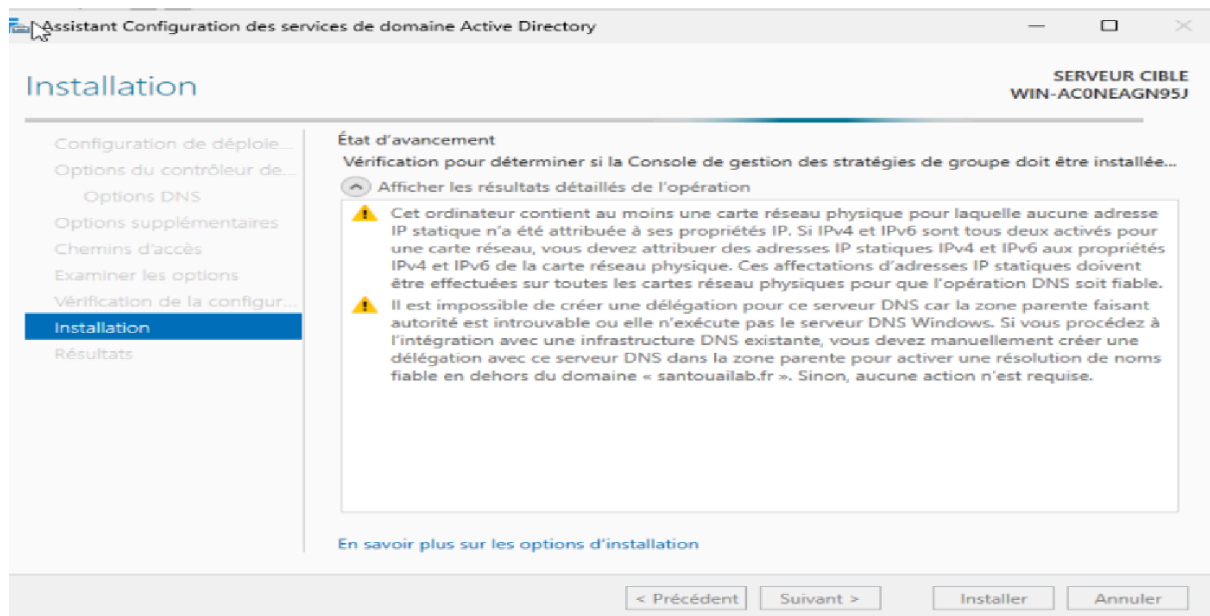 Assistant Configuration des services de domaine Active Directory
Installation
SERVEUR CIBLE
WIN-AC0NEAGN95J
Configuration de déploie...
Options du contrôleur de...
Options DNS
Options supplémentaires
Chemins d'accès
Examiner les options
Vérification de la configur...
Installation
Résultats
État d'avancement
Vérification pour déterminer si la Console de gestion des stratégies de groupe doit être installée...
Afficher les résultats détaillés de l'opération
Cet ordinateur contient au moins une carte réseau physique pour laquelle aucune adresse
IP statique n'a été attribuée à ses propriétés IP. Si IPv4 et IPv6 sont tous deux activés pour
une carte réseau, vous devez attribuer des adresses IP statiques IPv4 et IPv6 aux propriétés
IPv4 et IPv6 de la carte réseau physique. Ces affectations d'adresses IP statiques doivent
être effectuées sur toutes les cartes réseau physiques pour que l'opération DNS soit fiable.
Il est impossible de créer une délégation pour ce serveur DNS car la zone parente faisant
autorité est introuvable ou elle n'exécute pas le serveur DNS Windows. Si vous procédez à
l'intégration avec une infrastructure DNS existante, vous devez manuellement créer une
délégation avec ce serveur DNS dans la zone parente pour activer une résolution de noms
fiable en dehors du domaine « santouailab.fr ». Sinon, aucune action n'est requise.
En savoir plus sur les options d'installation
< Précédent
Suivant >
Installer
Annuler